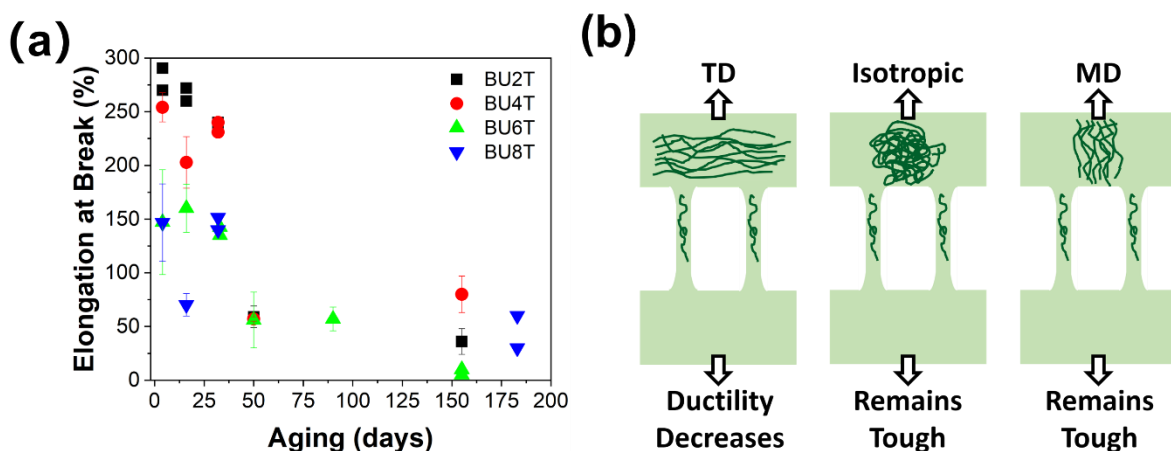 (a)
Elongation at Break (%)
300
250
200
150
100
50
0
0 25 50 75 100 125 150 175 200
Aging (days)
BU2T
BU4T
BU6T
BU8T
(b)
TD Isotropic MD
Ductility Remains Remains
Decreases Tough Tough